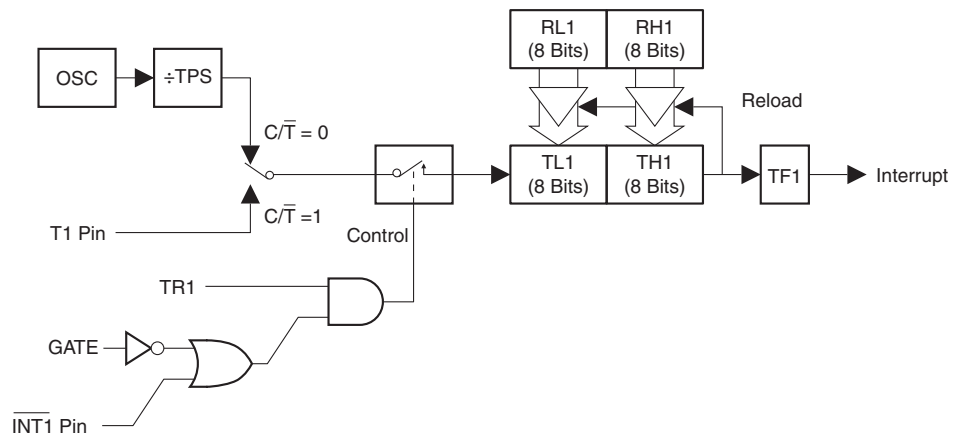 RL1
(8 Bits)
RH1
(8 Bits)
OSC
÷TPS
Reload
C/T̅ = 0
TL1
(8 Bits)
TH1
(8 Bits)
TF1
Interrupt
C/T̅ =1
T1 Pin
Control
TR1
GATE
I̅N̅T̅1̅ Pin